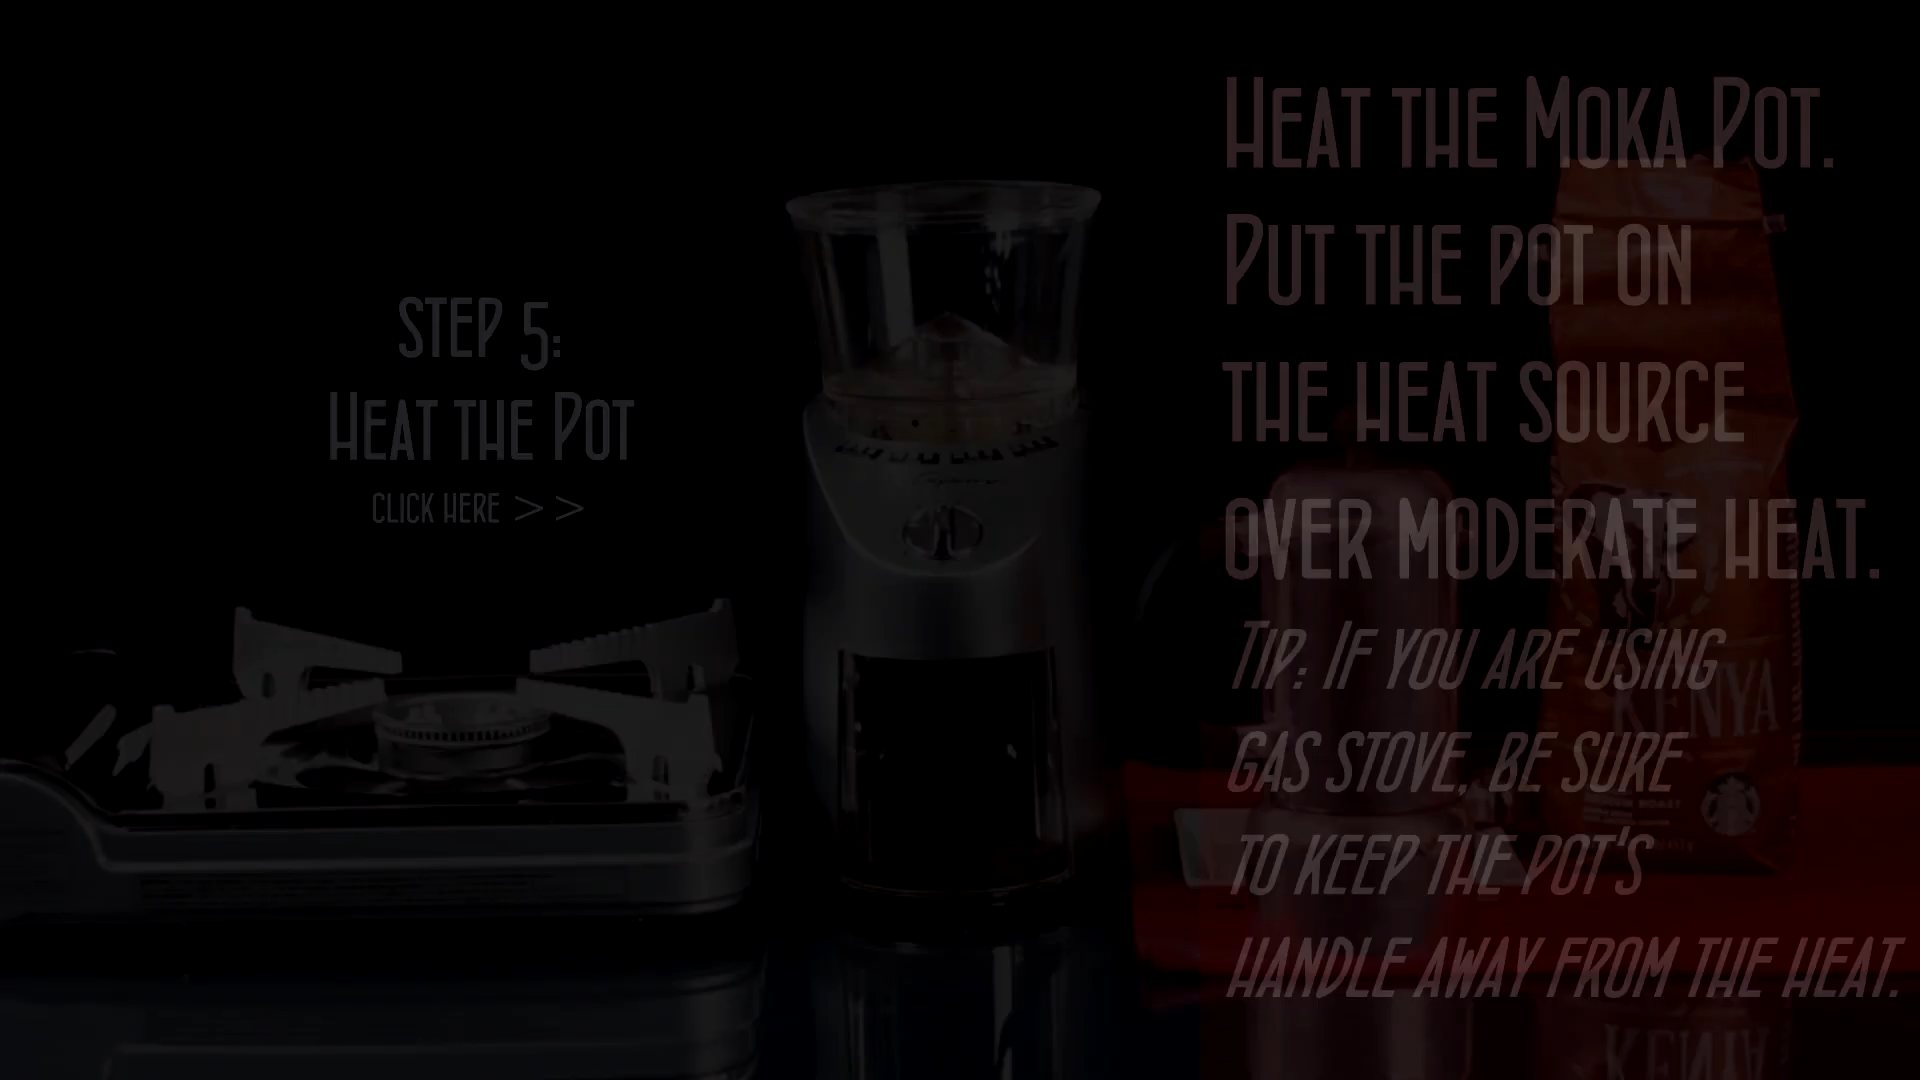 STEP 5:
HEAT THE POT
CLICK HERE >>
HEAT THE MOKA POT.
PUT THE POT ON
THE HEAT SOURCE
OVER MODERATE HEAT.
TIP: IF YOU ARE USING
GAS STOVE, BE SURE
TO KEEP THE POT'S
HANDLE AWAY FROM THE HEAT.
KENYA